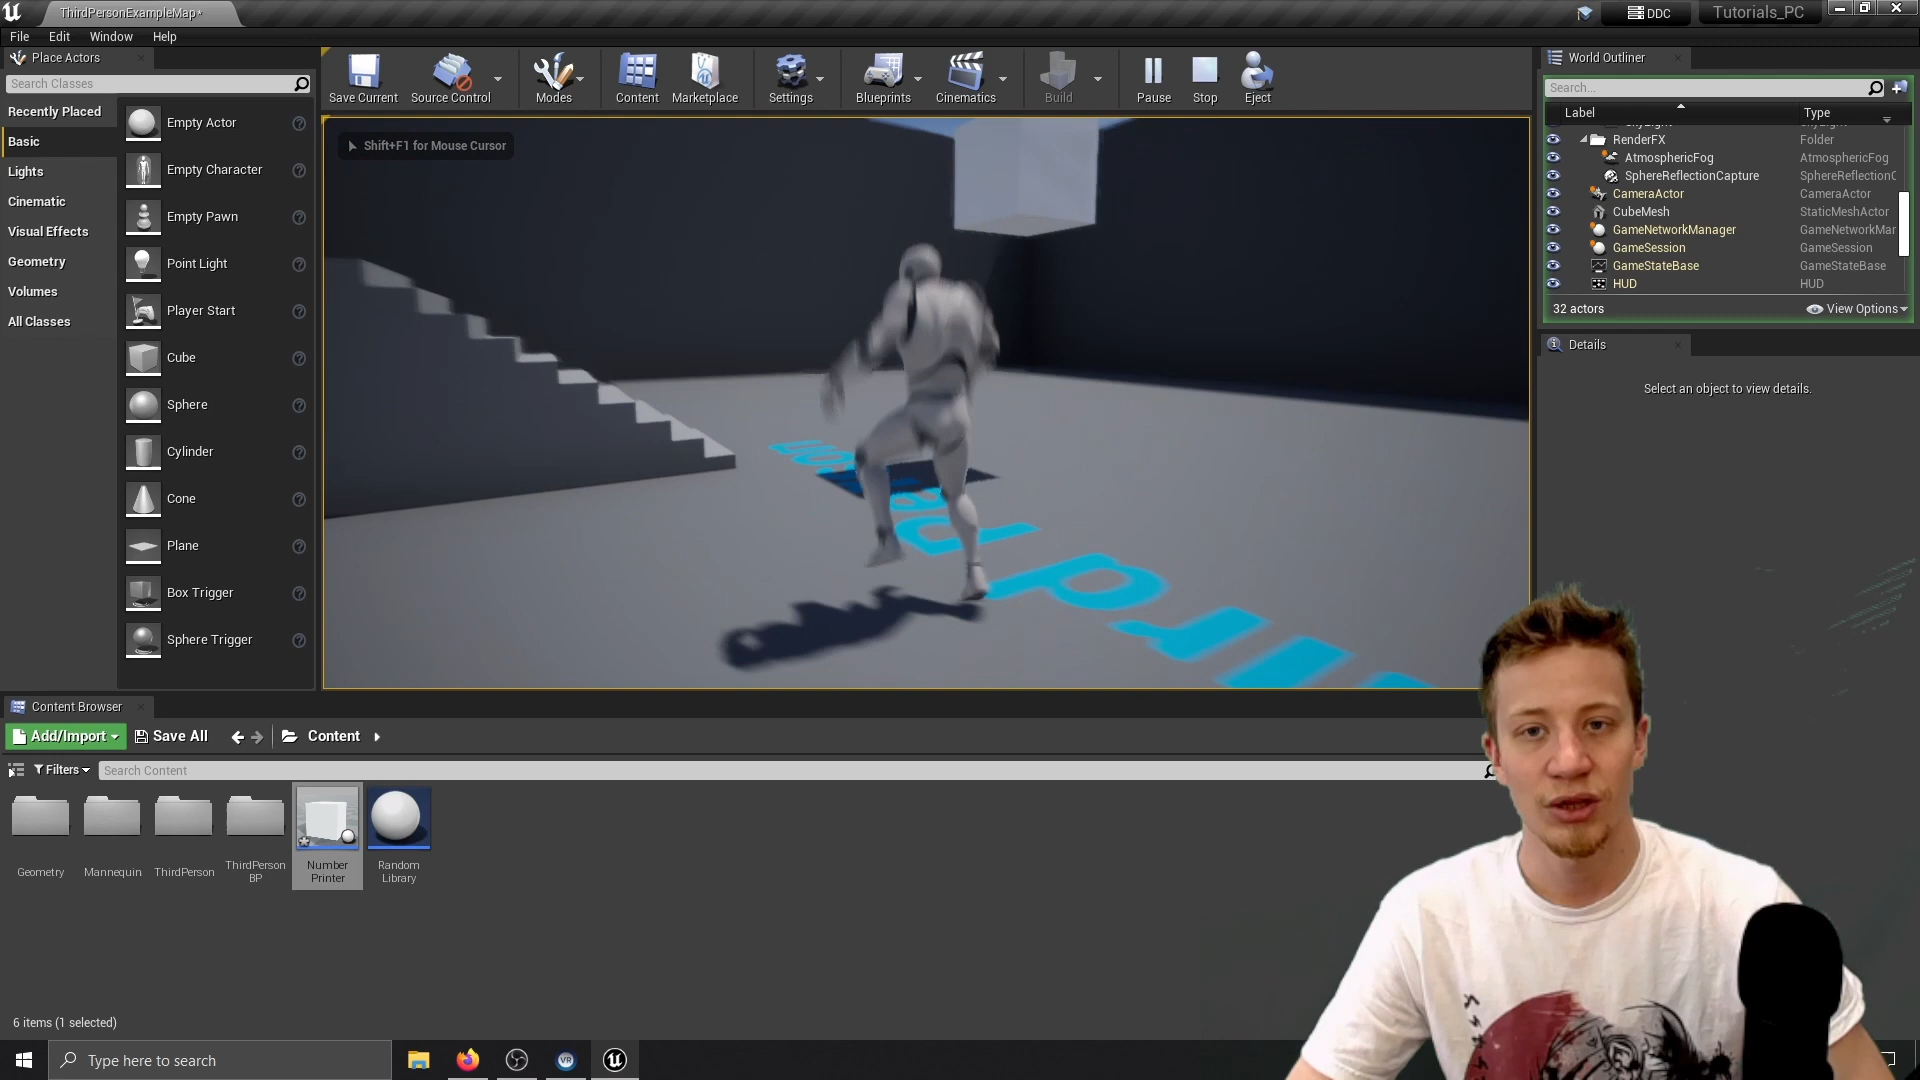 ThirdPersonExampleMap*
DDC
Tutorials_PC
File
Edit
Window
Help
Place Actors
Search Classes
Recently Placed
Basic
Lights
Cinematic
Visual Effects
Geometry
Volumes
All Classes
Empty Actor
Empty Character
Empty Pawn
Point Light
Player Start
Cube
Sphere
Cylinder
Cone
Plane
Box Trigger
Sphere Trigger
Save Current
Source Control
Modes
Content
Marketplace
Settings
Blueprints
Cinematics
Build
Pause
Stop
Eject
Shift+F1 for Mouse Cursor
World Outliner
Search...
Label
Type
RenderFX
Folder
AtmosphericFog
AtmosphericFog
SphereReflectionCapture
SphereReflectionC
CameraActor
CameraActor
CubeMesh
StaticMeshActor
GameNetworkManager
GameNetworkMar
GameSession
GameSession
GameStateBase
GameStateBase
HUD
HUD
32 actors
View Options
Details
Select an object to view details.
Content Browser
Add/Import
Save All
Content
Filters
Search Content
Geometry
Mannequin
ThirdPerson
ThirdPerson
BP
Number
Printer
Random
Library
6 items (1 selected)
Type here to search
VR